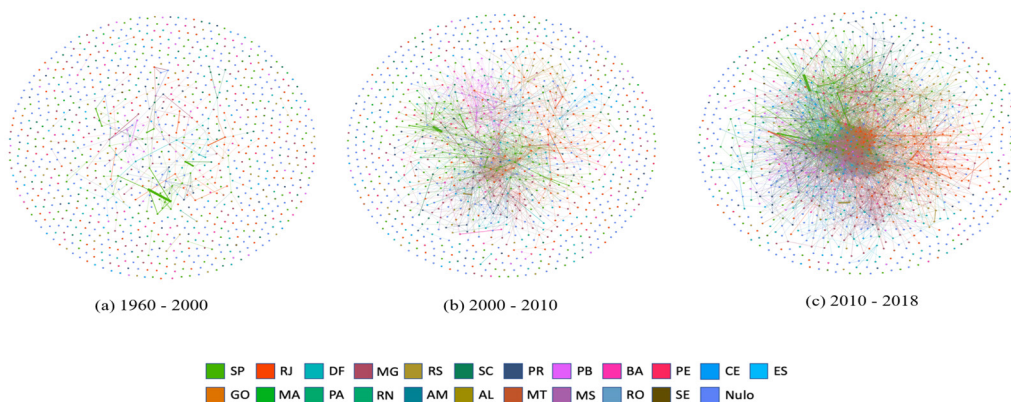 (a) 1960 - 2000
(b) 2000 - 2010
(c) 2010 - 2018
SP RJ DF MG RS SC PR PB BA PE CE ES
GO MA PA RN AM AL MT MS RO SE Nulo